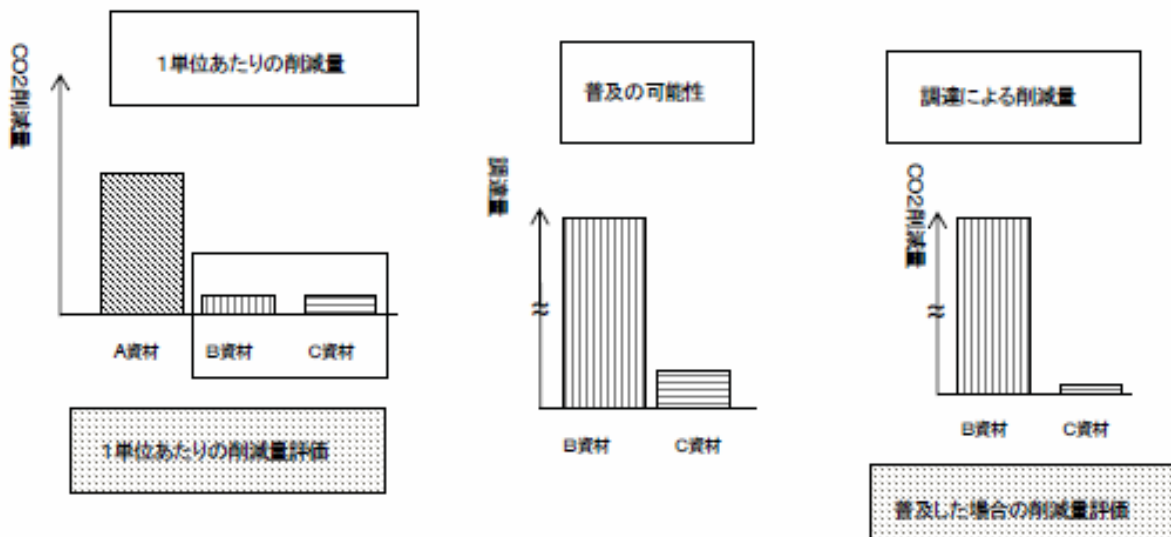 1単位あたりの削減量
CO2削減量
A資材
B資材
C資材
1単位あたりの削減量評価
普及の可能性
調達量
B資材
C資材
調達による削減量
CO2削減量
B資材
C資材
普及した場合の削減量評価